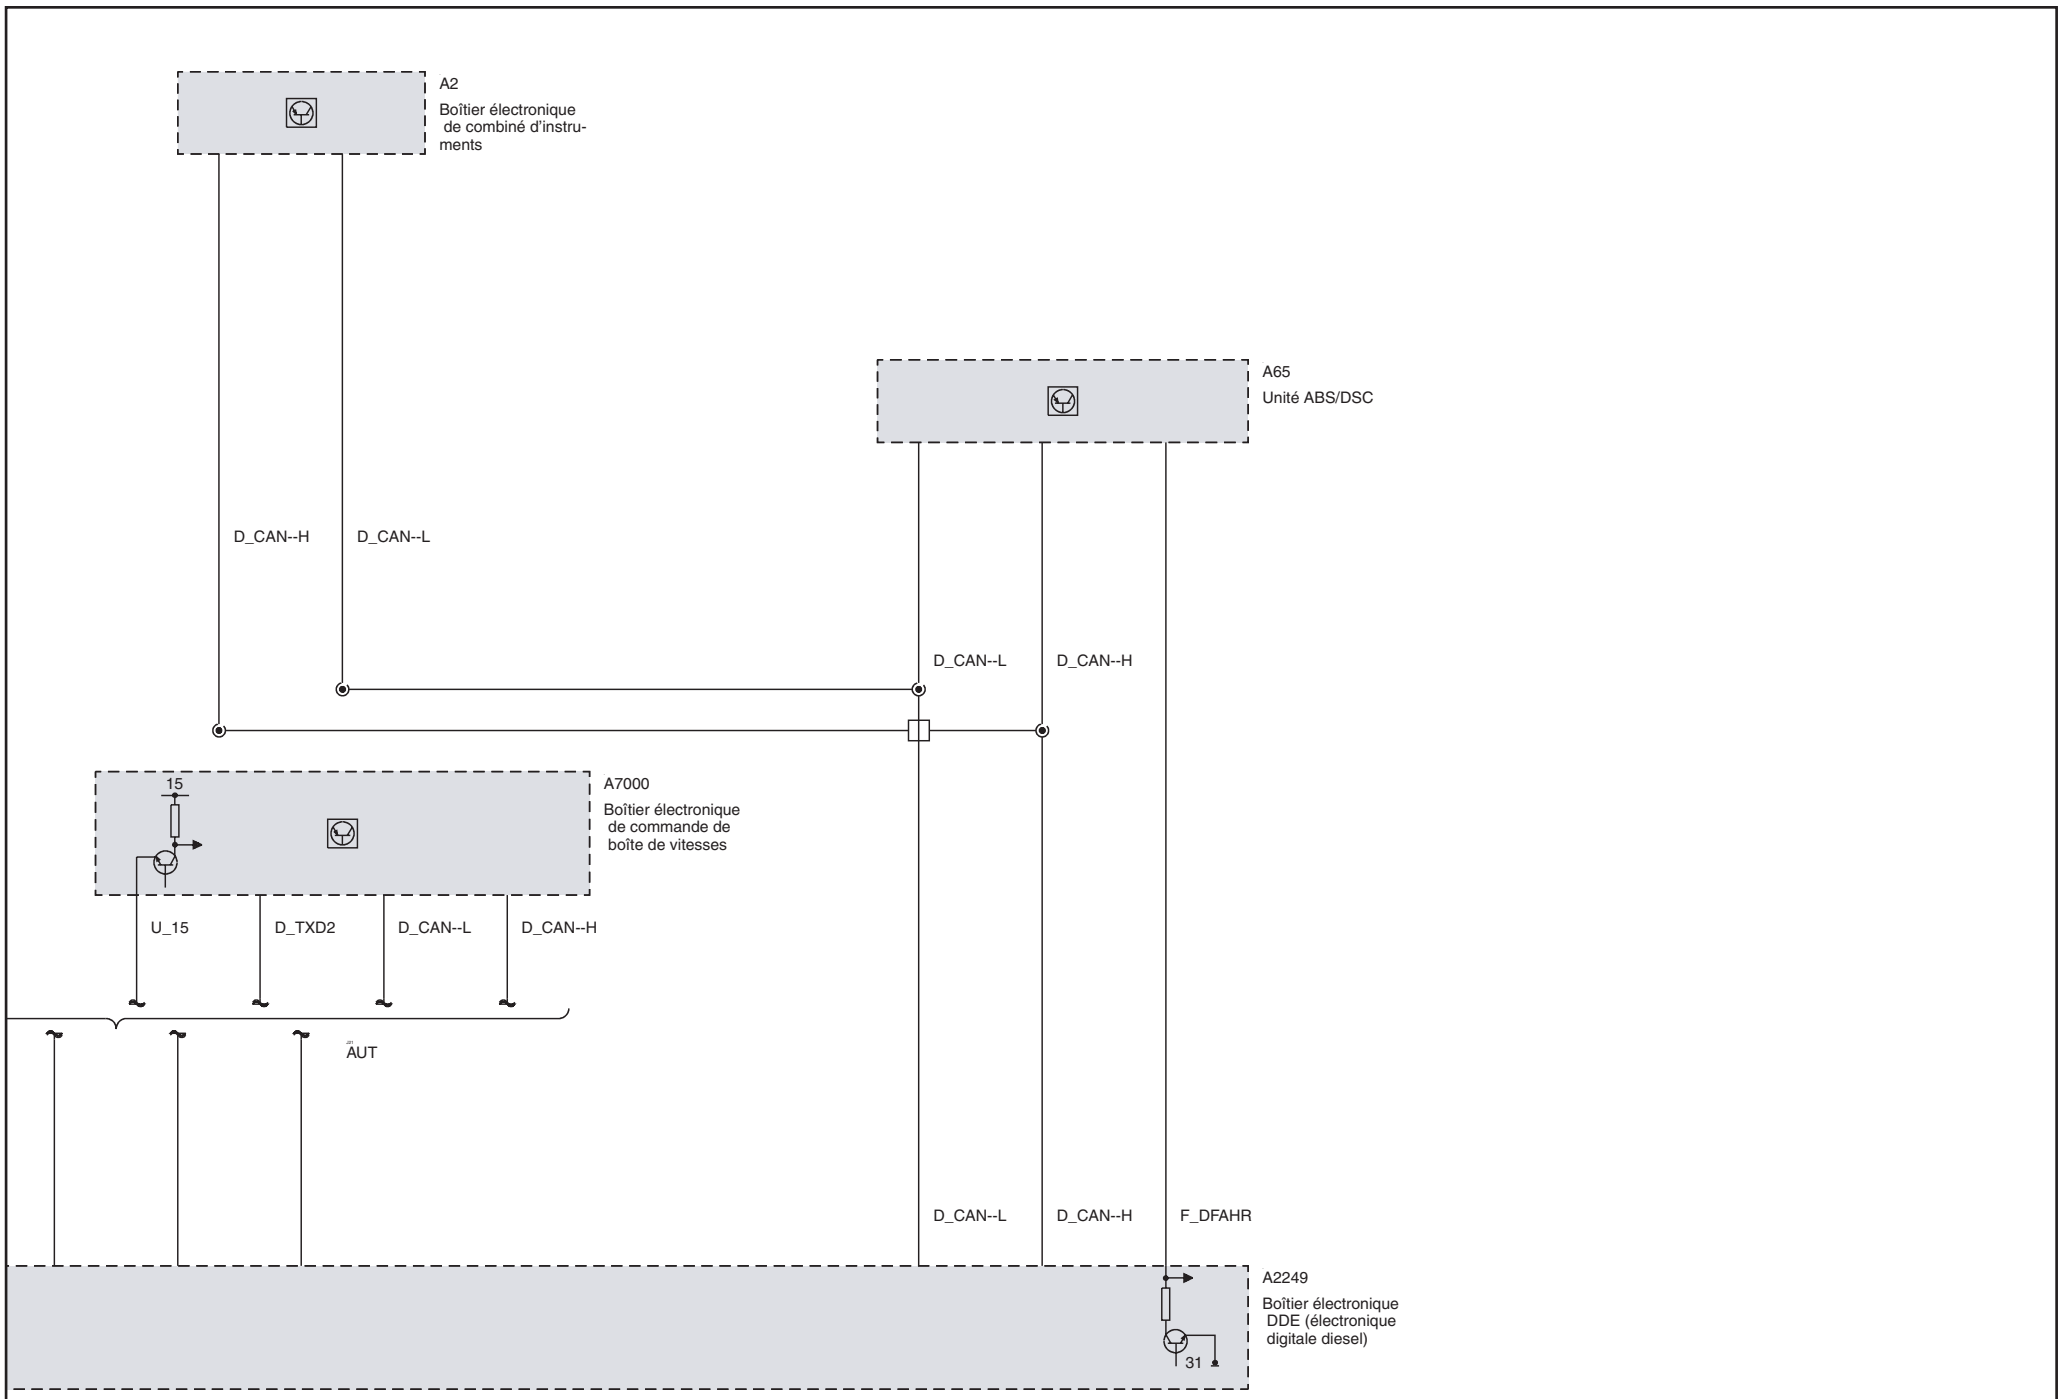 A2
Boîtier électronique
de combiné d'instru-
ments
A65
Unité ABS/DSC
D_CAN--H
D_CAN--L
D_CAN--L
D_CAN--H
15
A7000
Boîtier électronique
de commande de
boîte de vitesses
U_15
D_TXD2
D_CAN--L
D_CAN--H
AUT
D_CAN--L
D_CAN--H
F_DFAHR
A2249
Boîtier électronique
DDE (électronique
digitale diesel)
31